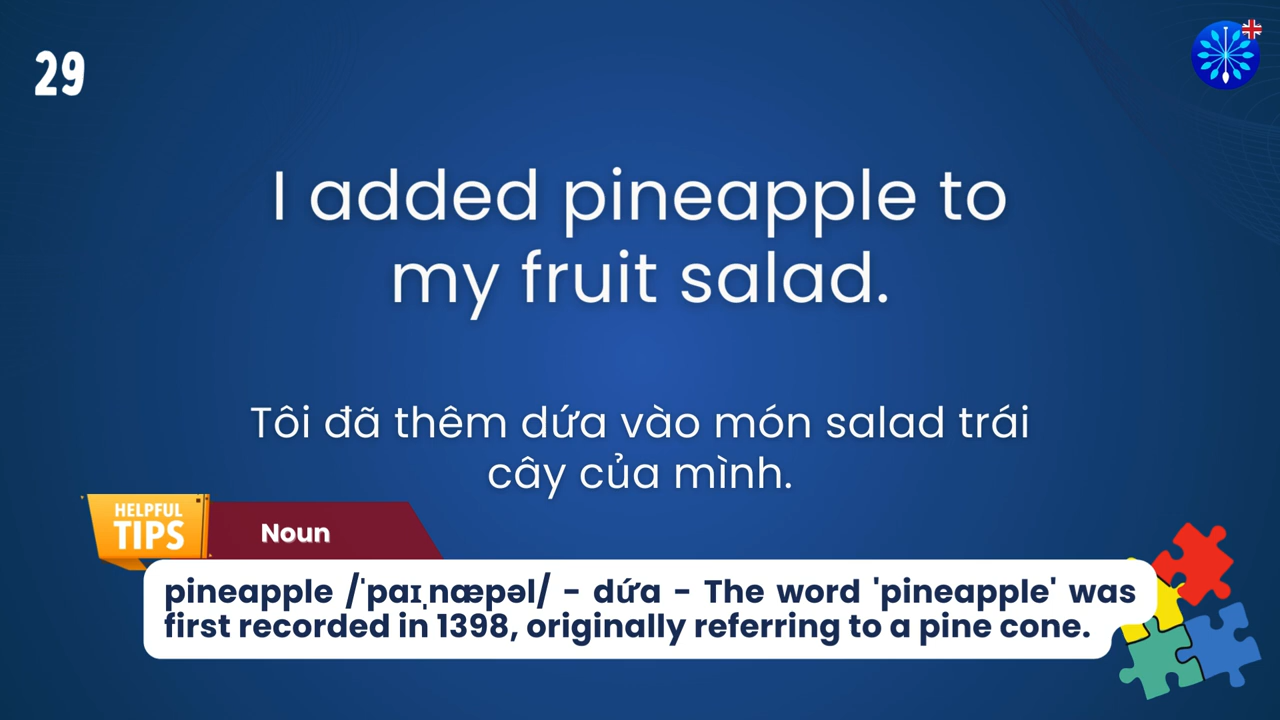 29
I added pineapple to
my fruit salad.
Tôi đã thêm dứa vào món salad trái
cây của mình.
HELPFUL
TIPS
Noun
pineapple /ˈpaɪˌnæpəl/ - dứa - The word 'pineapple' was
first recorded in 1398, originally referring to a pine cone.